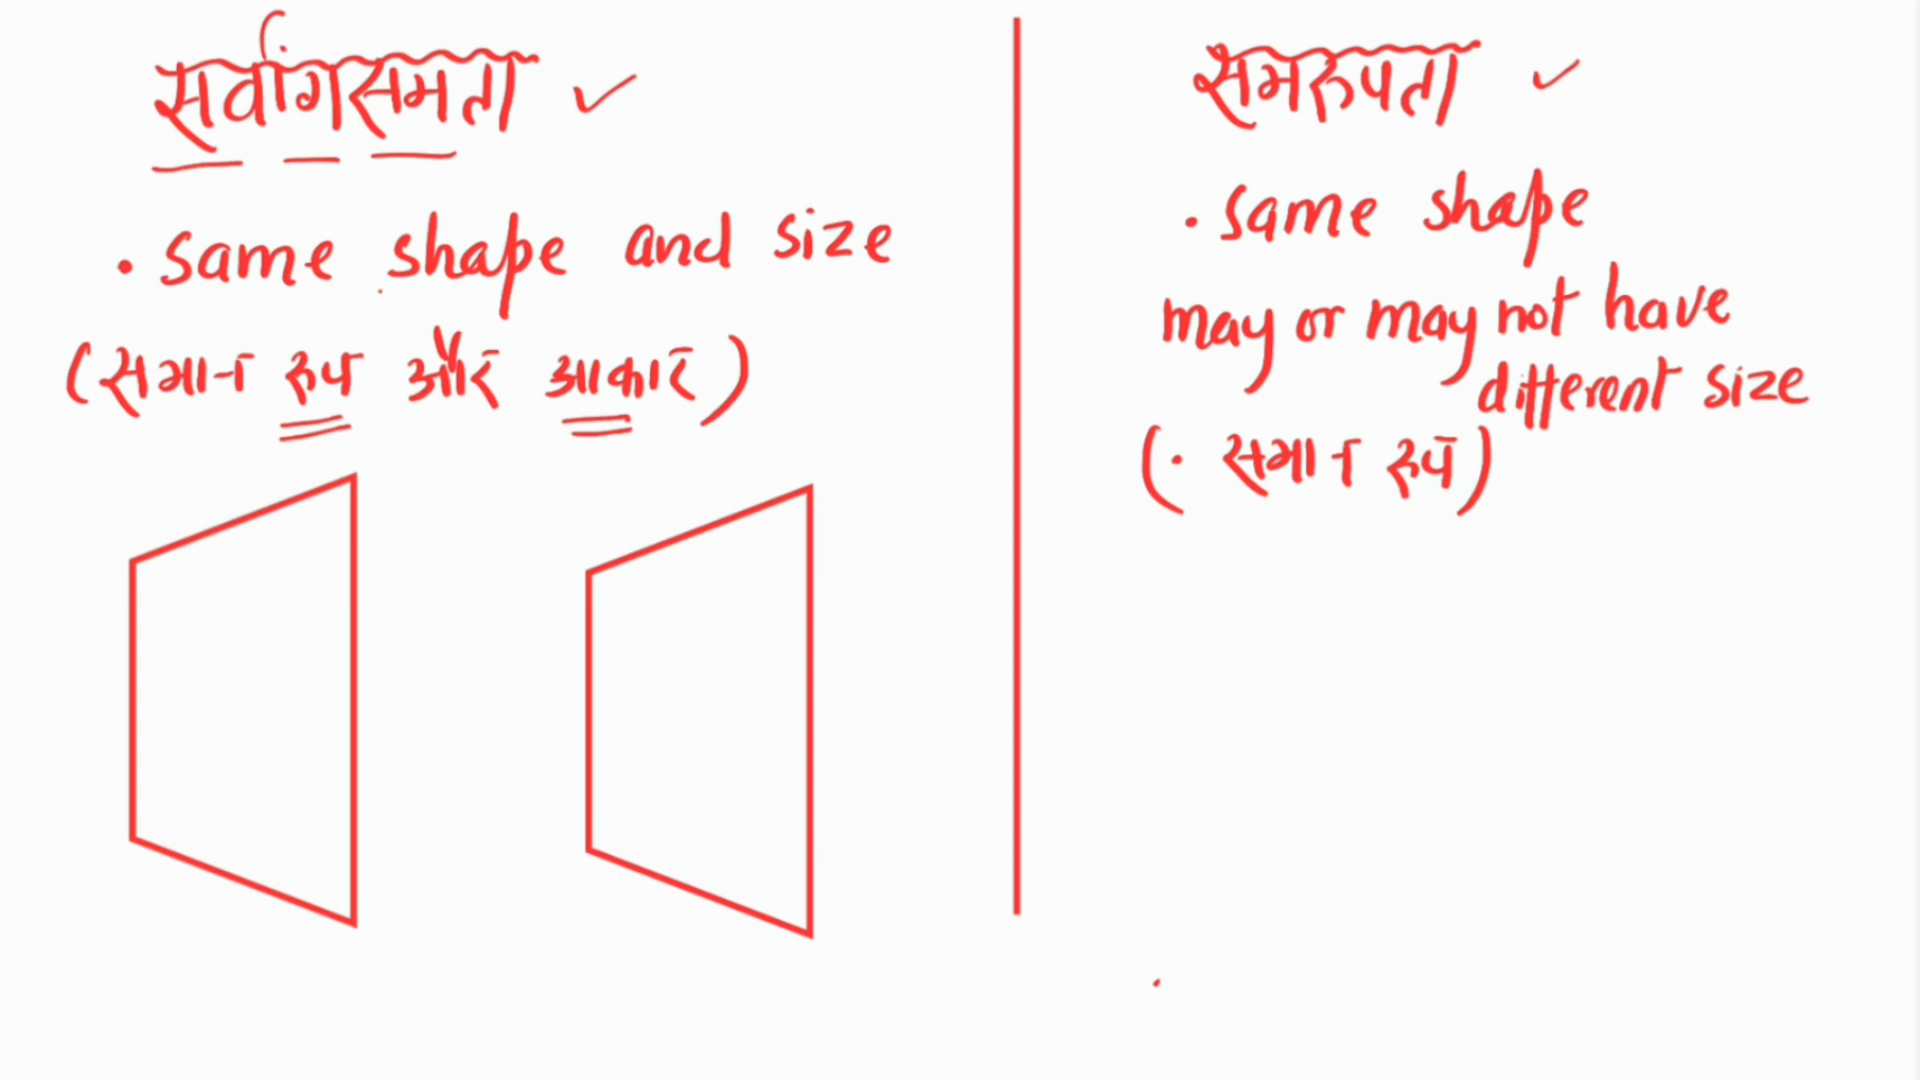 सर्वांगसमता
• same shape and size
(समान रूप और आकार)
समरूपता
• same shape
may or may not have
different size
(• समान रूप)